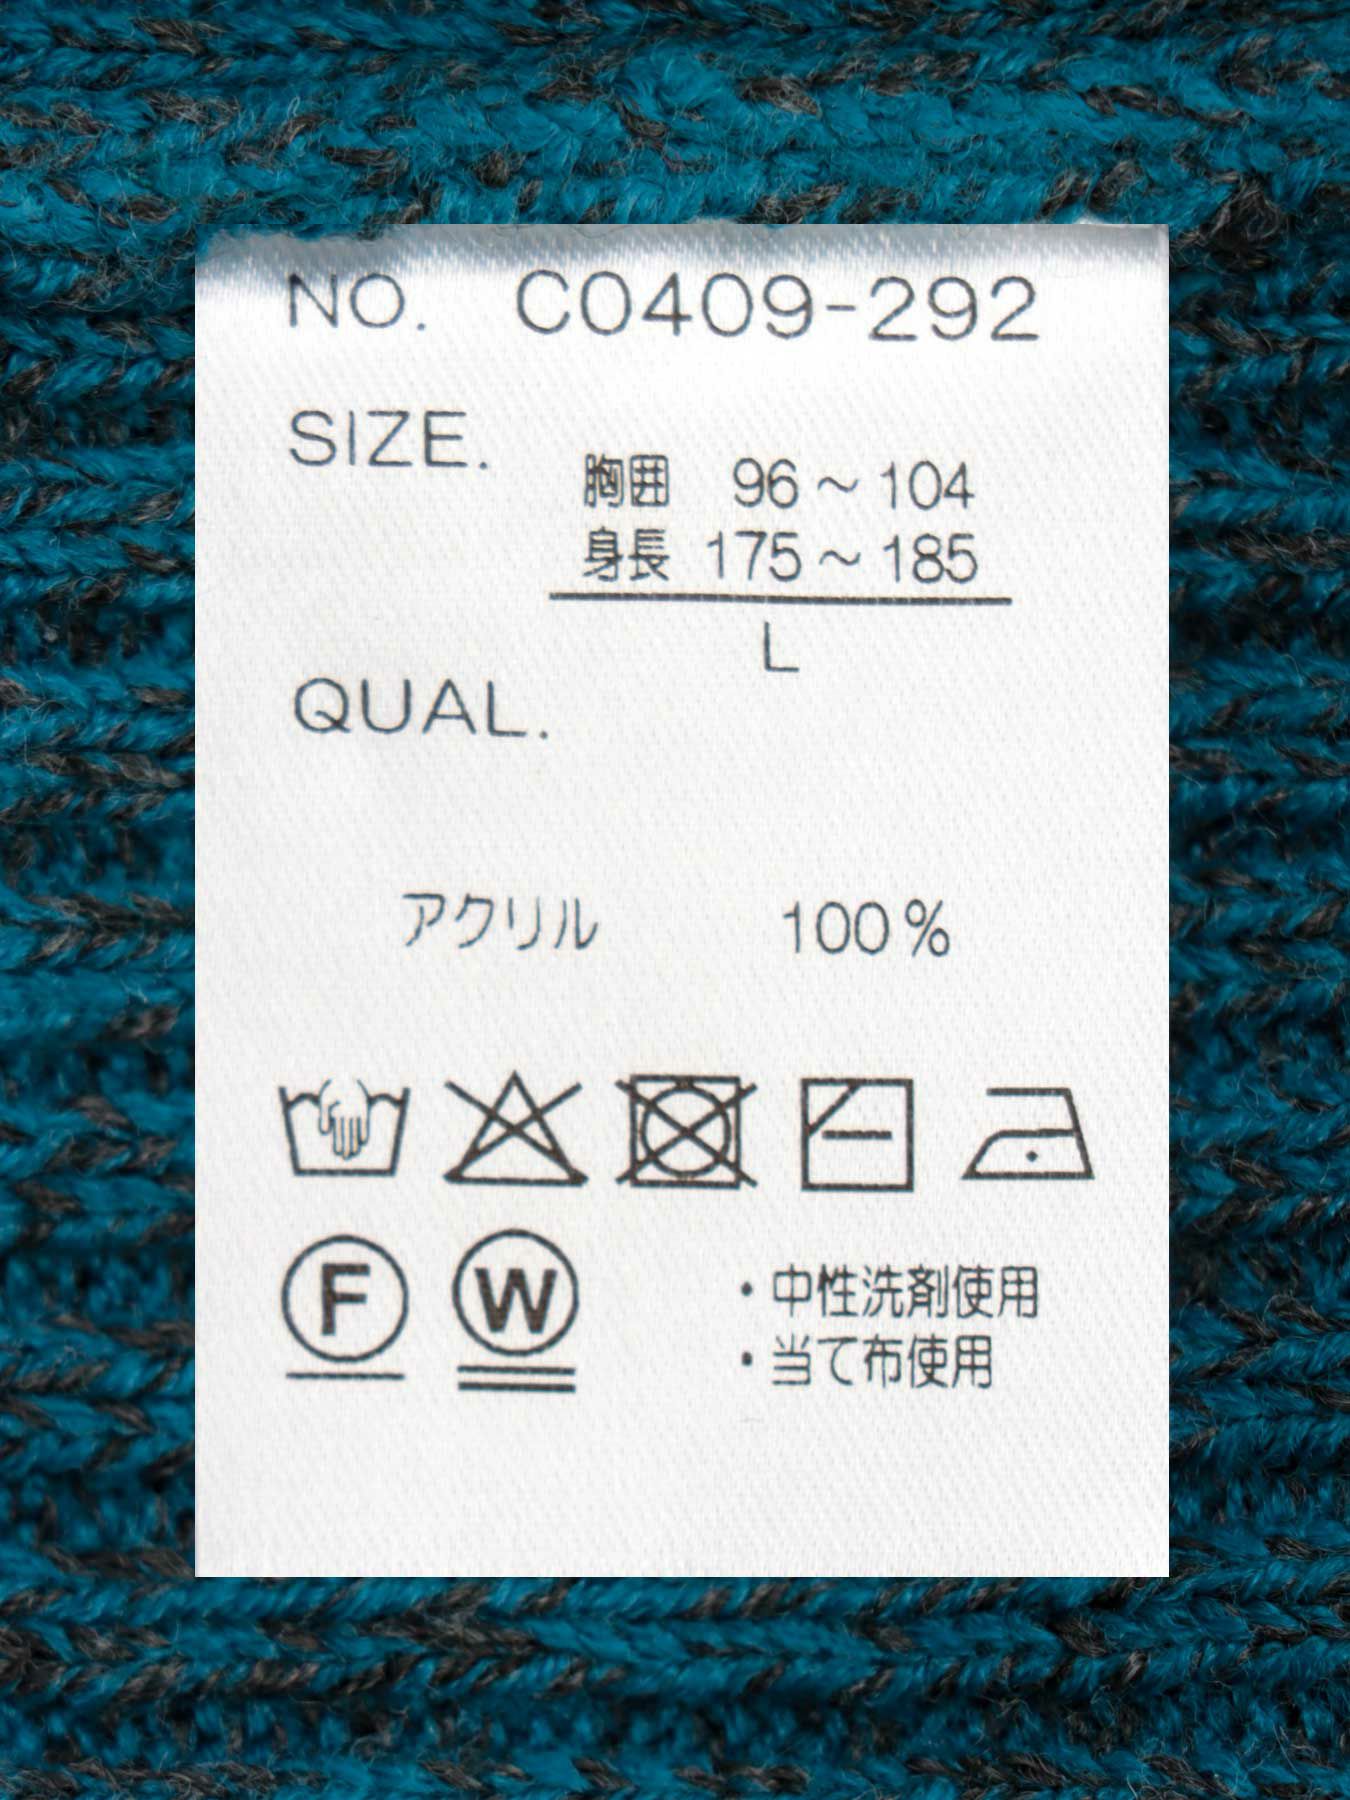 NO. C0409-292
SIZE.
胸囲 96～104
身長 175～185
L
QUAL.
アクリル 100%
F W
・中性洗剤使用
・当て布使用